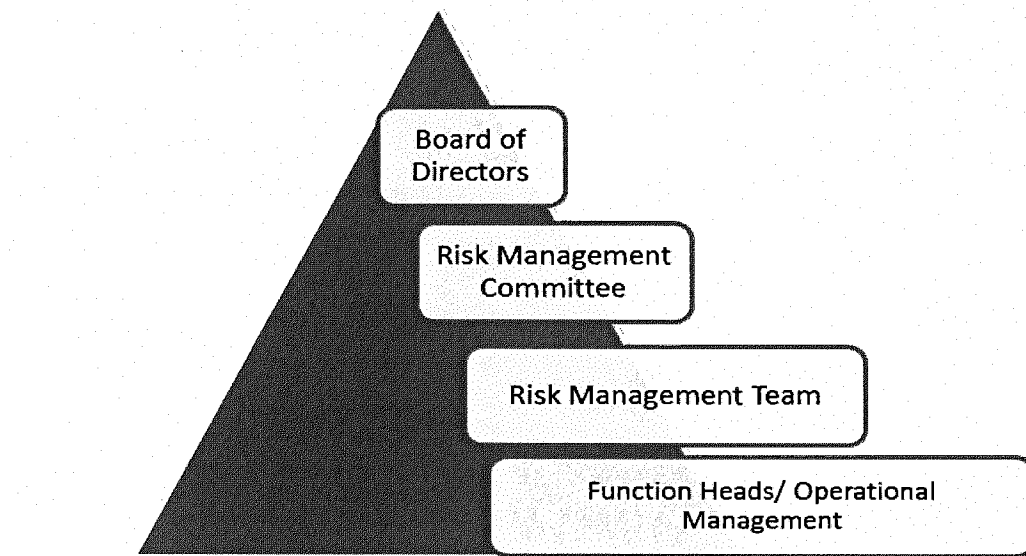 Board of
Directors
Risk Management
Committee
Risk Management Team
Function Heads/ Operational
Management